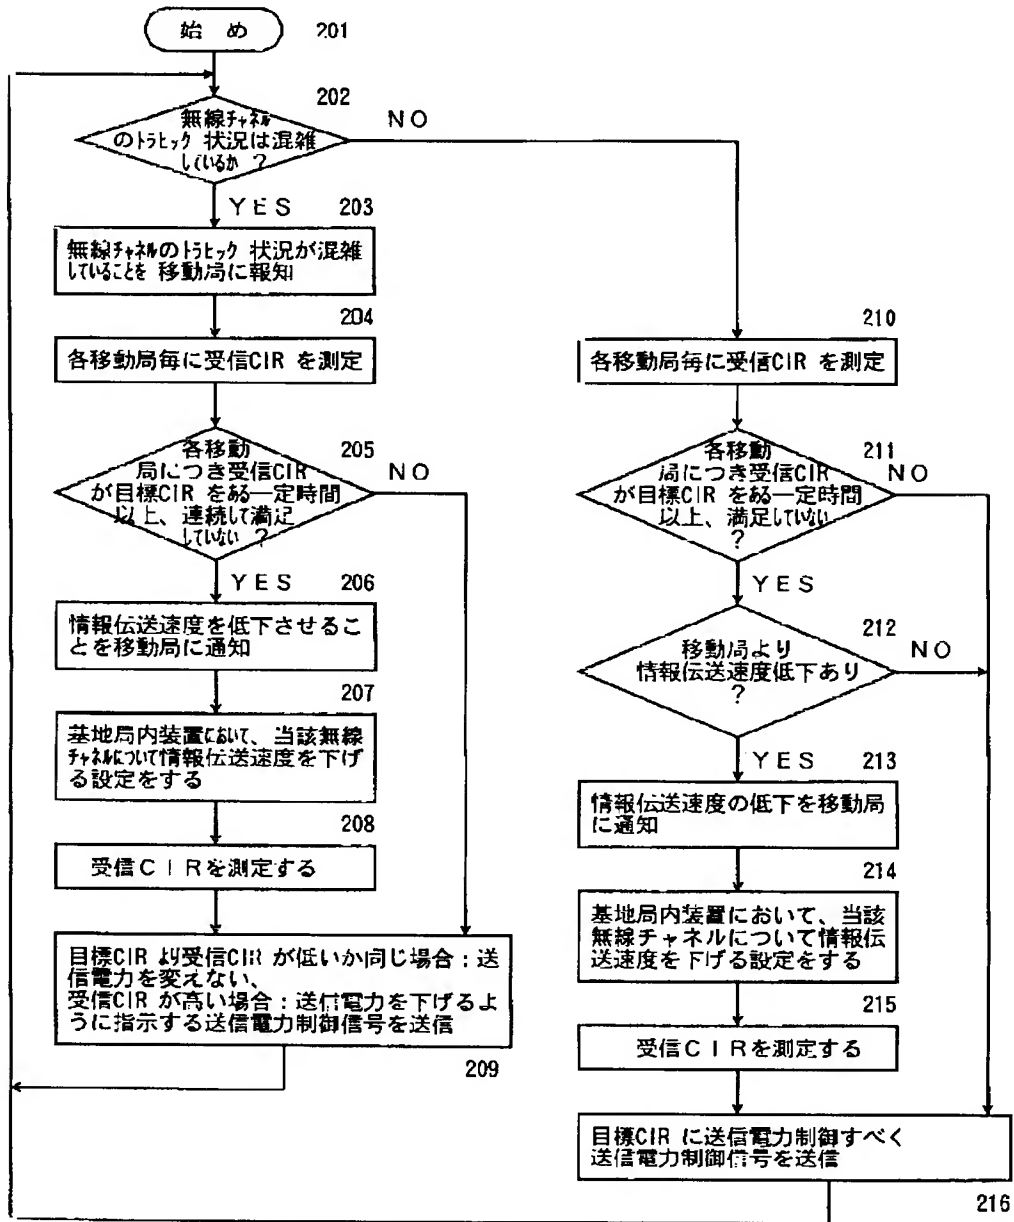 始 め
201
202
無線チャネル
のトラヒック 状況は混雑
しているか ?
NO
YES
203
無線チャネルのトラヒック 状況が混雑
していることを 移動局に報知
204
各移動局毎に受信CIR を測定
205
各移動
局につき受信CIR
が目標CIR をある一定時間
以上、連続して満足
していない ?
NO
YES
206
情報伝送速度を低下させるこ
とを移動局に通知
207
基地局内装置において、当該無線
チャネルについて情報伝送速度を下げ
る設定をする
208
受信CIRを測定する
目標CIR より受信CIR が低いか同じ場合:送
信電力を変えない、
受信CIR が高い場合:送信電力を下げるよ
うに指示する送信電力制御信号を送信
209
210
各移動局毎に受信CIR を測定
211
各移動
局につき受信CIR
が目標CIR をある一定時間
以上、満足していない
?
NO
YES
212
移動局より
情報伝送速度低下あり
?
NO
YES
213
情報伝送速度の低下を移動局
に通知
214
基地局内装置において、当該
無線チャネルについて情報伝
送速度を下げる設定をする
215
受信CIRを測定する
目標CIR に送信電力制御すべく
送信電力制御信号を送信
216